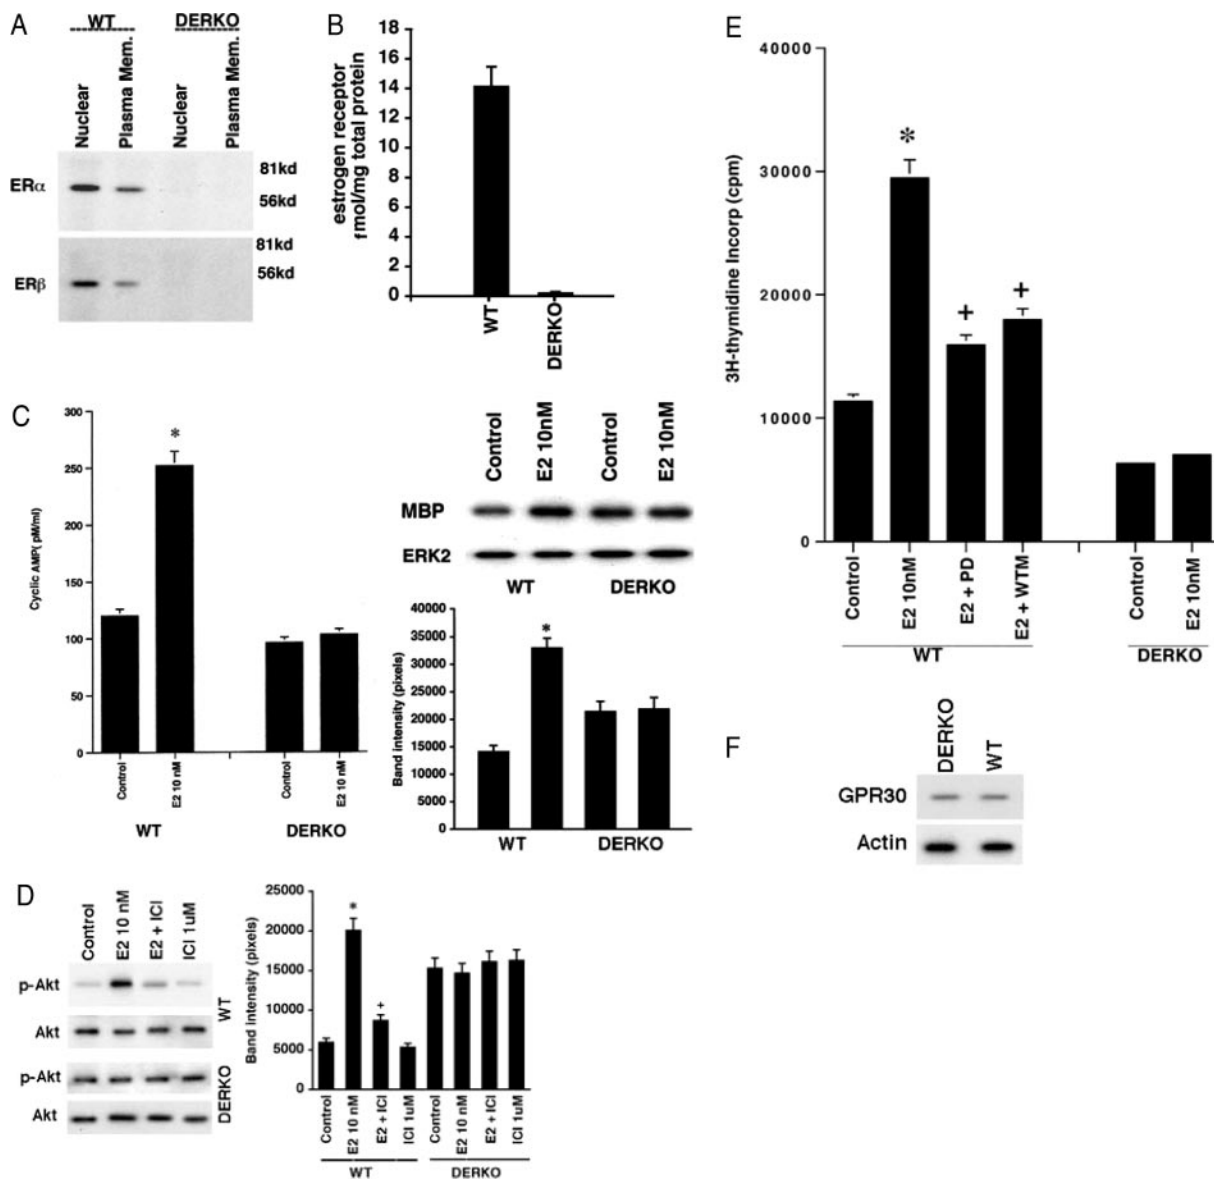 A
WT
DERKO
Nuclear
Plasma Mem.
Nuclear
Plasma Mem.
ERα
81kd
56kd
ERβ
81kd
56kd
B
estrogen receptor
fmol/mg total protein
18
16
14
12
10
8
6
4
2
0
WT
DERKO
C
Cyclic AMP( pM/ml)
300
250
200
150
100
50
0
*
Control
E2 10 nM
Control
E2 10 nM
WT
DERKO
Control
E2 10nM
Control
E2 10nM
MBP
ERK2
WT
DERKO
Band intensity (pixels)
40000
35000
30000
25000
20000
15000
10000
5000
0
*
WT
DERKO
D
Control
E2 10 nM
E2 + ICI
ICI 1uM
p-Akt
Akt
WT
p-Akt
Akt
DERKO
Band intensity (pixels)
25000
20000
15000
10000
5000
0
*
+
Control
E2 10 nM
E2 + ICI
ICI 1uM
Control
E2 10 nM
E2 + ICI
ICI 1uM
WT
DERKO
E
3H-thymidine Incorp (cpm)
40000
30000
20000
10000
0
*
+
+
Control
E2 10nM
E2 + PD
E2 + WTM
Control
E2 10nM
WT
DERKO
F
DERKO
WT
GPR30
Actin